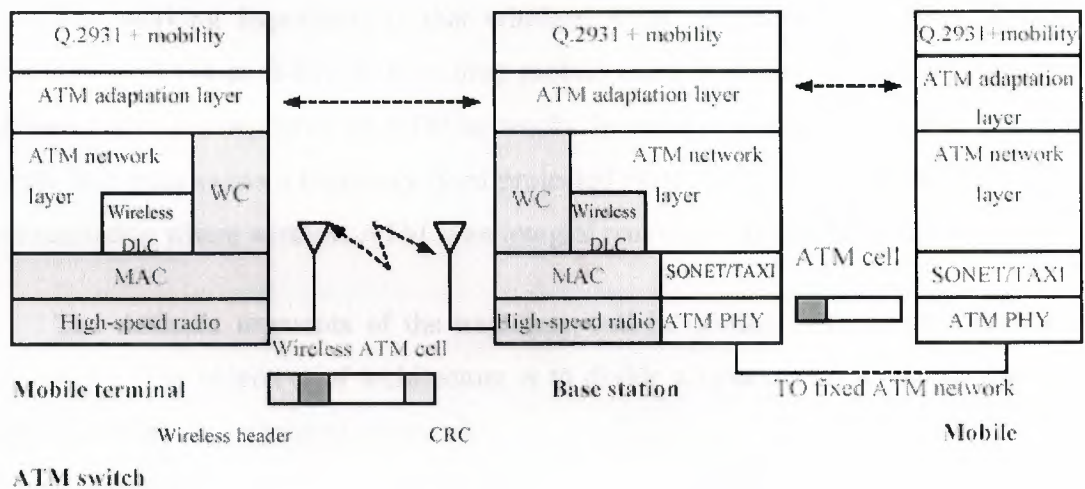 Q.2931 + mobility
ATM adaptation layer
ATM network
layer
WC
Wireless
DLC
MAC
High-speed radio
Mobile terminal
Wireless ATM cell
Wireless header
CRC
Q.2931 + mobility
ATM adaptation layer
ATM network
layer
WC
Wireless
DLC
MAC
SONET/TAXI
High-speed radio
ATM PHY
Base station
ATM cell
TO fixed ATM network
Q.2931+mobility
ATM adaptation
layer
ATM network
layer
SONET/TAXI
ATM PHY
Mobile
ATM switch